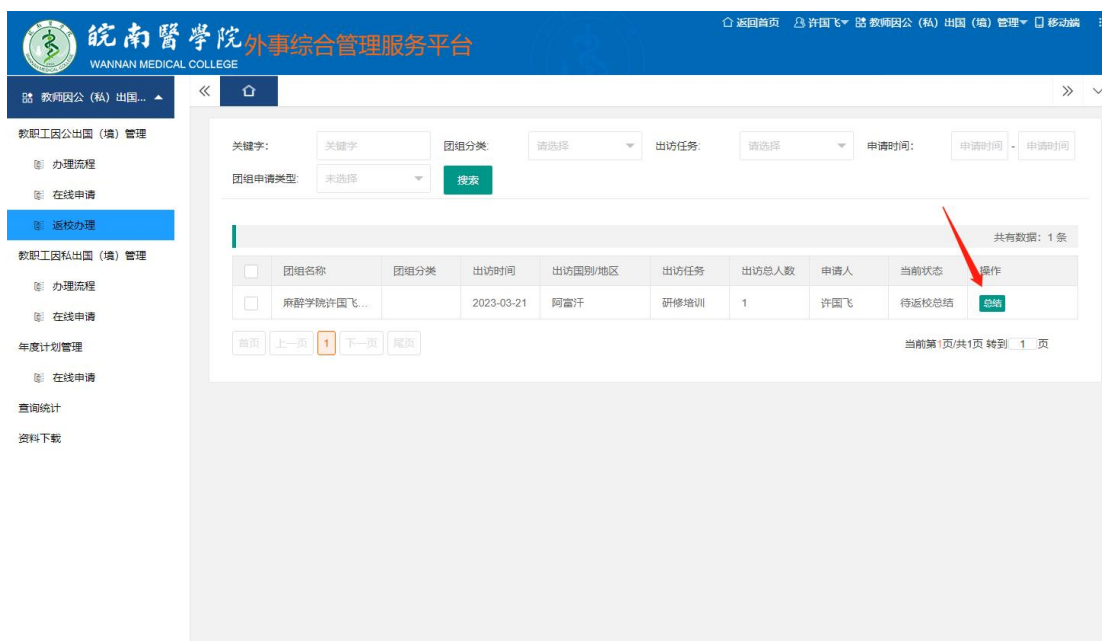 皖南醫學院 外事综合管理服务平台
WANNAN MEDICAL COLLEGE
返回首页 许国飞 教师因公（私）出国（境）管理 移动端
教师因公（私）出国...
教职工因公出国（境）管理
办理流程
在线申请
返校办理
教职工因私出国（境）管理
办理流程
在线申请
年度计划管理
在线申请
查询统计
资料下载
关键字： 关键字 团组分类: 请选择 出访任务: 请选择 申请时间： 申请时间 - 申请时间
团组申请类型: 未选择 搜索
共有数据：1 条
团组名称 团组分类 出访时间 出访国别/地区 出访任务 出访总人数 申请人 当前状态 操作
麻醉学院许国飞... 2023-03-21 阿富汗 研修培训 1 许国飞 待返校总结 总结
首页 上一页 1 下一页 尾页 当前第1页/共1页 转到 1 页